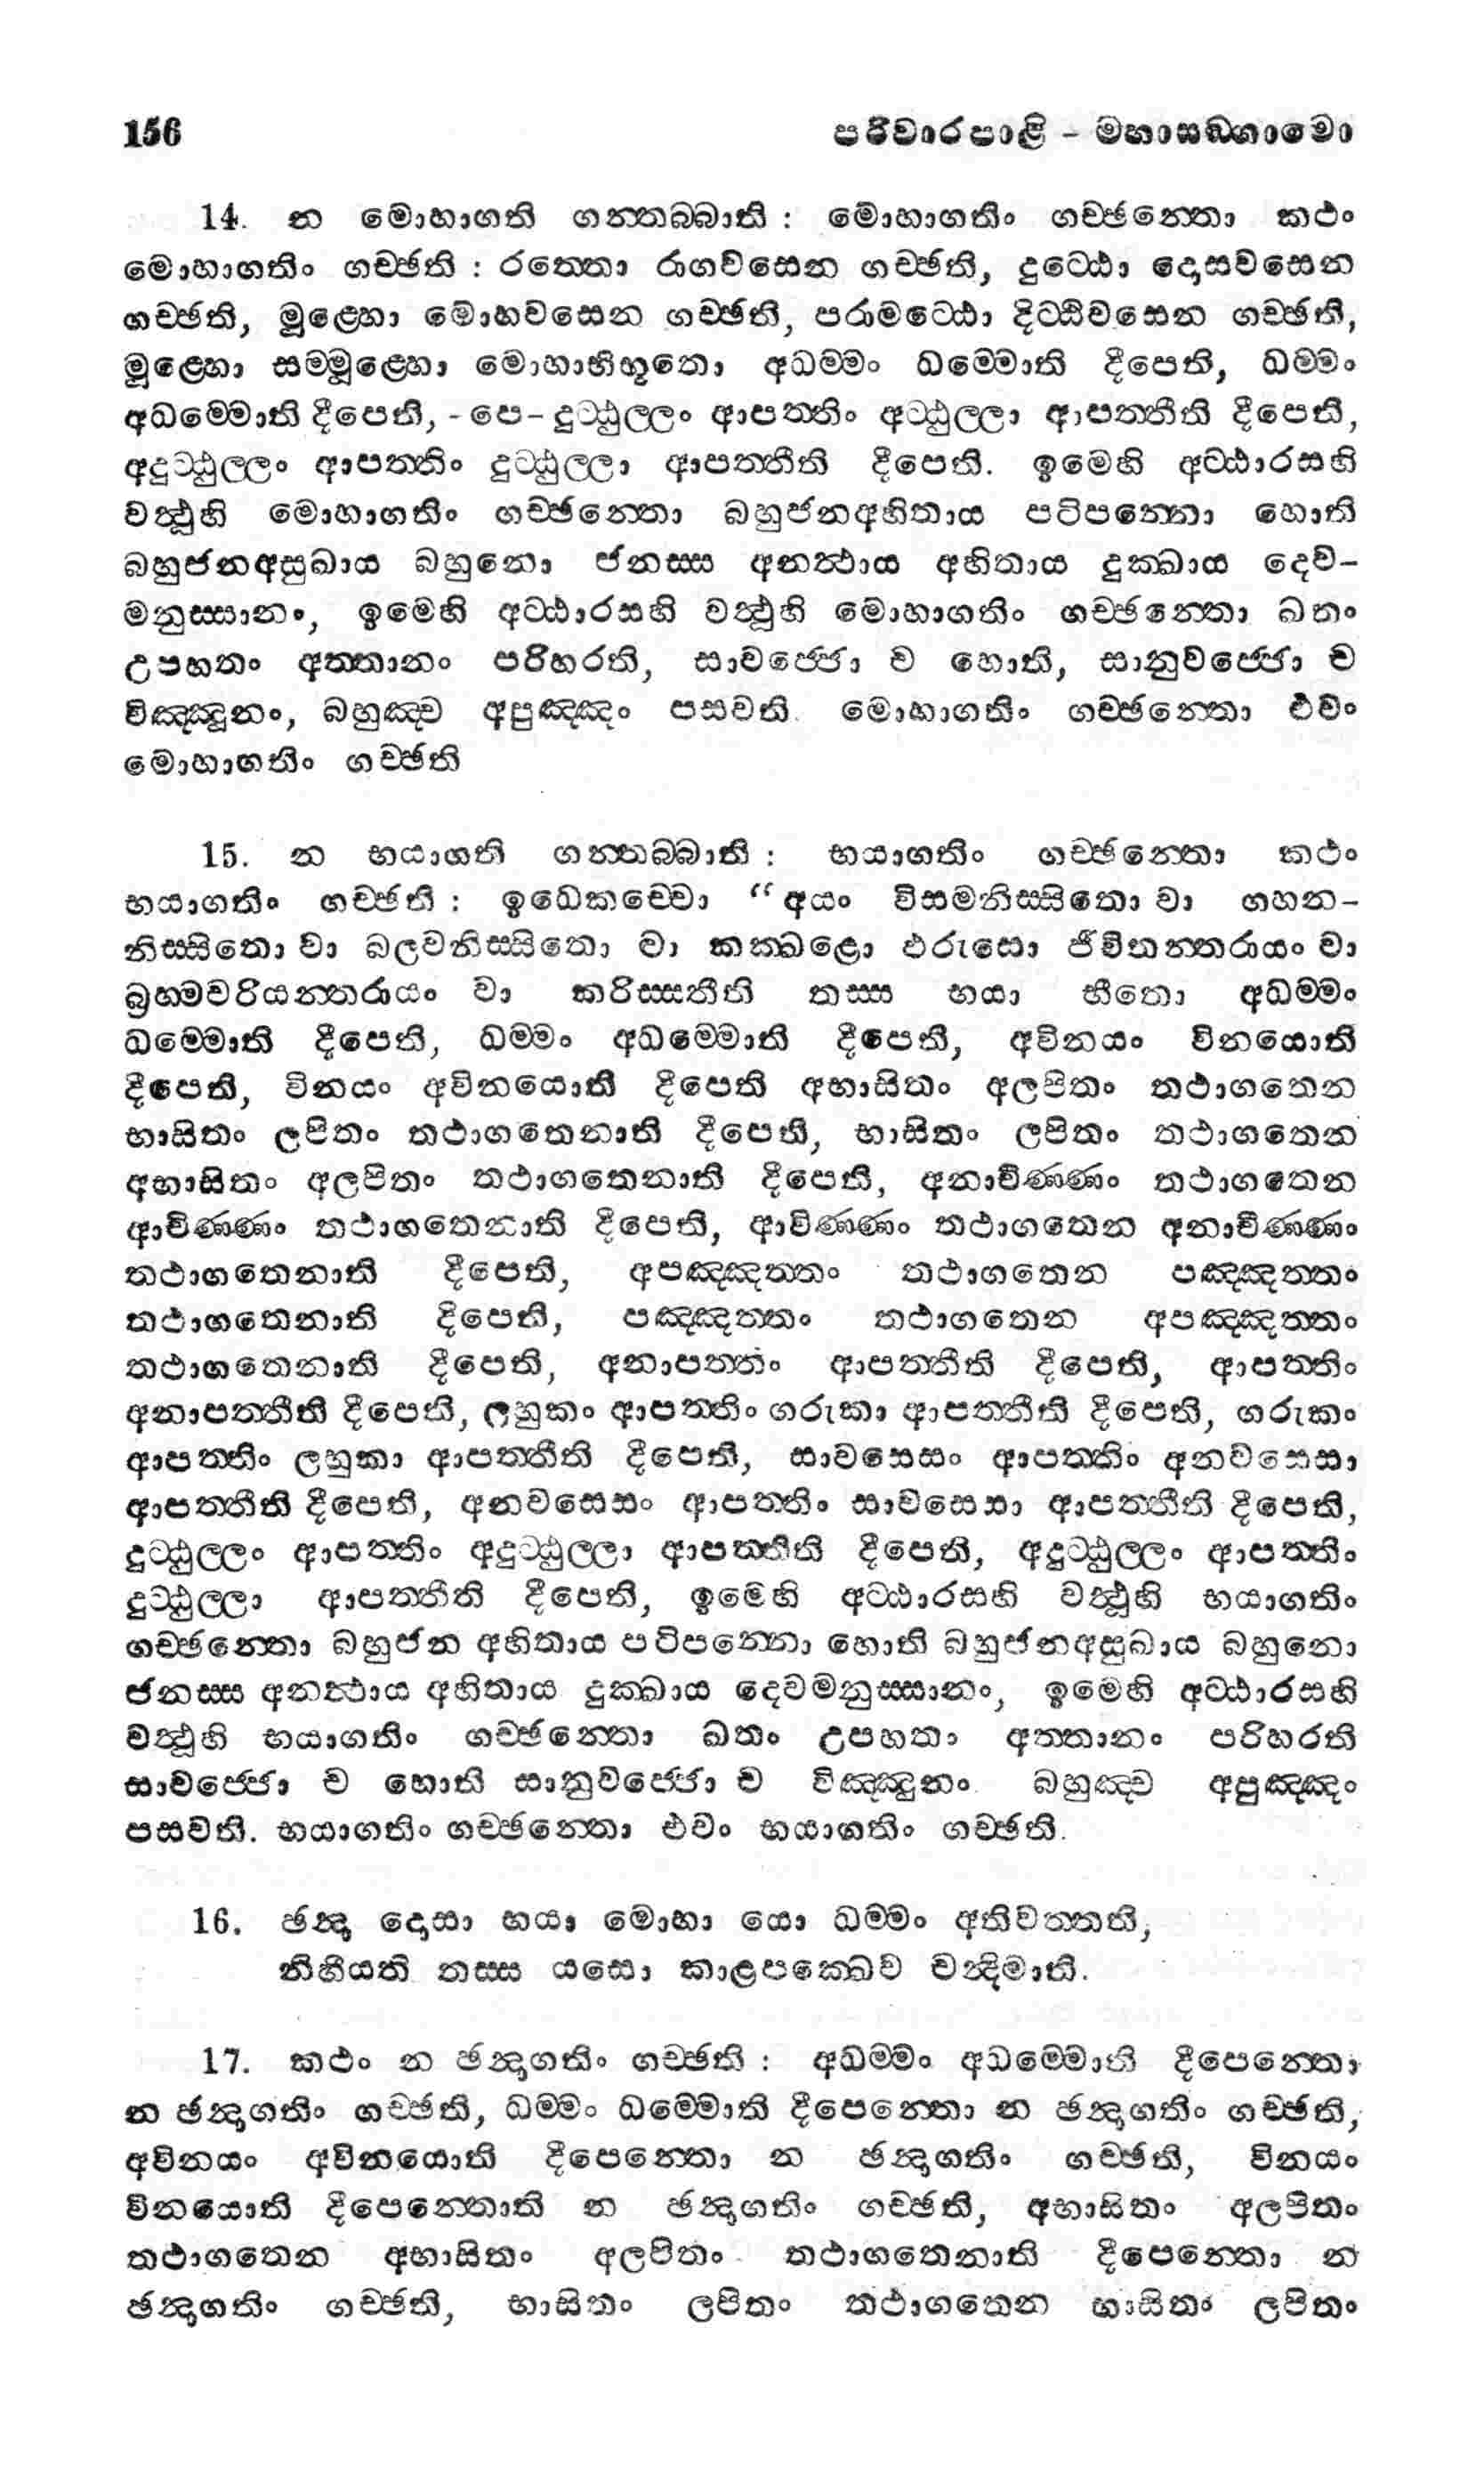 156 පරිවාරපාළි - මහාසඞ්ගාමො
14. න මොහාගති ගන්තබ්බාති : මොහාගතිං ගච්ඡන්තො කථං
මොහාගතිං ගච්ඡති : රත්තො රාගවසෙන ගච්ඡති, දුට්ඨො දොසවසෙන
ගච්ඡති, මූළ්හො මොහවසෙන ගච්ඡති, පරාමට්ඨො දිට්ඨිවසෙන ගච්ඡති,
මූළ්හො සම්මූළ්හො මොහාභිභූතො අධම්මං ධම්මොති දීපෙති, ධම්මං
අධම්මොති දීපෙති, -පෙ- දුට්ඨුල්ලං ආපත්තිං අට්ඨුල්ලා ආපත්තීති දීපෙති,
අදුට්ඨුල්ලං ආපත්තිං දුට්ඨුල්ලා ආපත්තීති දීපෙති. ඉමෙහි අට්ඨාරසහි
වත්ථූහි මොහාගතිං ගච්ඡන්තො බහුජනඅහිතාය පටිපන්නො හොති
බහුජනඅසුඛාය බහුනො ජනස්ස අනත්ථාය අහිතාය දුක්ඛාය දෙව-
මනුස්සානං, ඉමෙහි අට්ඨාරසහි වත්ථූහි මොහාගතිං ගච්ඡන්තො ඛතං
උපහතං අත්තානං පරිහරති, සාවජ්ජො ච හොති, සානුවජ්ජො ච
විඤ්ඤූනං, බහුඤ්ච අපුඤ්ඤං පසවති. මොහාගතිං ගච්ඡන්තො එවං
මොහාගතිං ගච්ඡති
15. න භයාගති ගන්තබ්බාති : භයාගතිං ගච්ඡන්තො කථං
භයාගතිං ගච්ඡති : ඉධෙකච්චො “අයං විසමනිස්සිතො වා ගහන-
නිස්සිතො වා බලවනිස්සිතො වා කක්ඛළො ඵරුසො ජීවිතන්තරායං වා
බ්‍රහ්මචරියන්තරායං වා කරිස්සතීති තස්ස භයා භීතො අධම්මං
ධම්මොති දීපෙති, ධම්මං අධම්මොති දීපෙති, අවිනයං විනයොති
දීපෙති, විනයං අවිනයොති දීපෙති අභාසිතං අලපිතං තථාගතෙන
භාසිතං ලපිතං තථාගතෙනාති දීපෙති, භාසිතං ලපිතං තථාගතෙන
අභාසිතං අලපිතං තථාගතෙනාති දීපෙති, අනාචිණ්ණං තථාගතෙන
ආචිණ්ණං තථාගතෙනාති දීපෙති, ආචිණ්ණං තථාගතෙන අනාචිණ්ණං
තථාගතෙනාති දීපෙති, අපඤ්ඤත්තං තථාගතෙන පඤ්ඤත්තං
තථාගතෙනාති දිපෙති, පඤ්ඤත්තං තථාගතෙන අපඤ්ඤත්තං
තථාගතෙනාති දීපෙති, අනාපත්තිං ආපත්තීති දීපෙති, ආපත්තිං
අනාපත්තීති දීපෙති, ලහුකං ආපත්තිං ගරුකා ආපත්තීති දීපෙති, ගරුකං
ආපත්තිං ලහුකා ආපත්තීති දීපෙති, සාවසෙසං ආපත්තිං අනවසෙසා
ආපත්තීති දීපෙති, අනවසෙසං ආපත්තිං සාවසෙසා ආපත්තීති දීපෙති,
දුට්ඨුල්ලං ආපත්තිං අදුට්ඨුල්ලා ආපත්තීති දීපෙති, අදුට්ඨුල්ලං ආපත්තිං
දුට්ඨුල්ලා ආපත්තීති දීපෙති, ඉමෙහි අට්ඨාරසහි වත්ථූහි භයාගතිං
ගච්ඡන්තො බහුජන අහිතාය පටිපන්නො හොති බහුජනඅසුඛාය බහුනො
ජනස්ස අනත්ථාය අහිතාය දුක්ඛාය දෙවමනුස්සානං, ඉමෙහි අට්ඨාරසහි
වත්ථූහි භයාගතිං ගච්ඡන්තො ඛතං උපහතං අත්තානං පරිහරති
සාවජ්ජො ච හොති සානුවජ්ජො ච විඤ්ඤූනං. බහුඤ්ච අපුඤ්ඤං
පසවති. භයාගතිං ගච්ඡන්තො එවං භයාගතිං ගච්ඡති.
16. ඡන්දා දොසා භයා මොහා යො ධම්මං අතිවත්තති,
නිහීයති තස්ස යසො කාළපක්ඛෙව චන්දිමාති.
17. කථං න ඡන්දාගතිං ගච්ඡති : අධම්මං අධම්මොති දීපෙන්තො
න ඡන්දාගතිං ගච්ඡති, ධම්මං ධම්මොති දීපෙන්තො න ඡන්දාගතිං ගච්ඡති,
අවිනයං අවිනයොති දීපෙන්තො න ඡන්දාගතිං ගච්ඡති, විනයං
විනයොති දීපෙන්තොති න ඡන්දාගතිං ගච්ඡති, අභාසිතං අලපිතං
තථාගතෙන අභාසිතං අලපිතං තථාගතෙනාති දීපෙන්තො න
ඡන්දාගතිං ගච්ඡති, භාසිතං ලපිතං තථාගතෙන භාසිතං ලපිතං